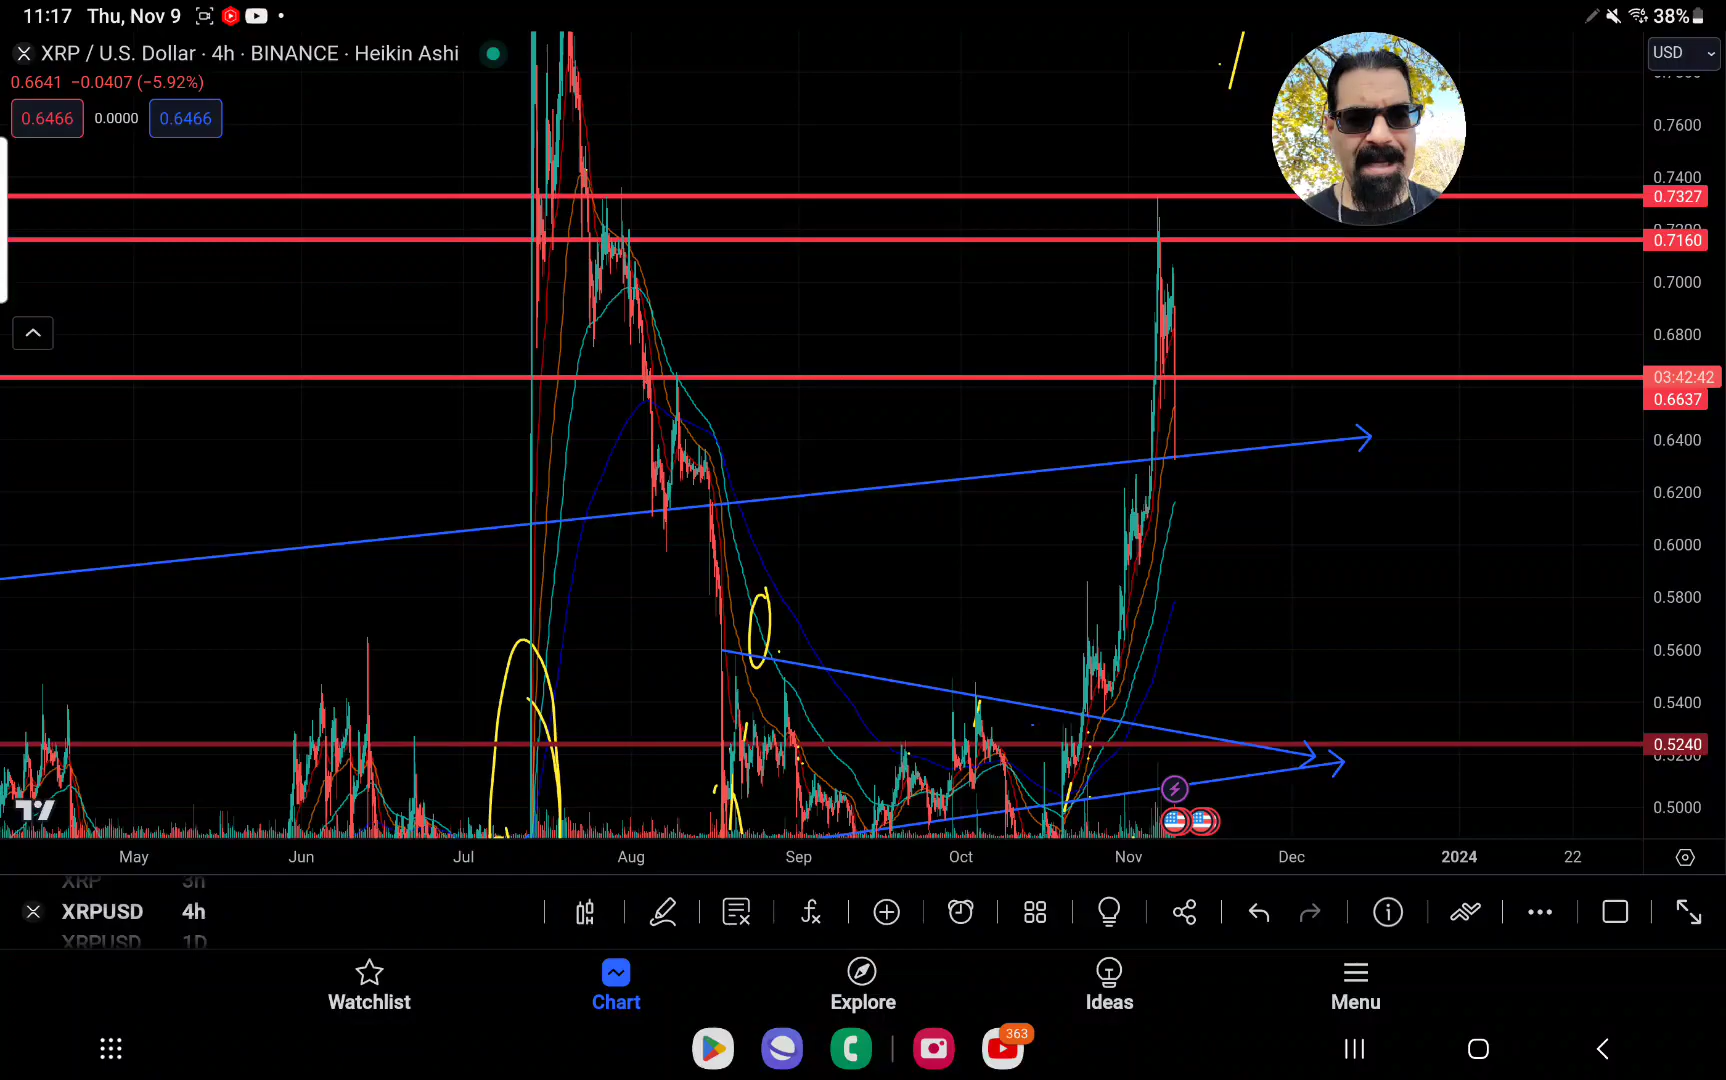 11:17 Thu, Nov 9
38%
XRP / U.S. Dollar · 4h · BINANCE · Heikin Ashi
USD
0.6641 −0.0407 (−5.92%)
0.6466 0.0000 0.6466
0.7600
0.7400
0.7327
0.7160
0.7000
0.6800
03:42:42
0.6637
0.6400
0.6200
0.6000
0.5800
0.5600
0.5400
0.5240
0.5200
0.5000
May Jun Jul Aug Sep Oct Nov Dec 2024 22
XRP 3h
XRPUSD 4h
XRPUSD 1D
Watchlist Chart Explore Ideas Menu
363